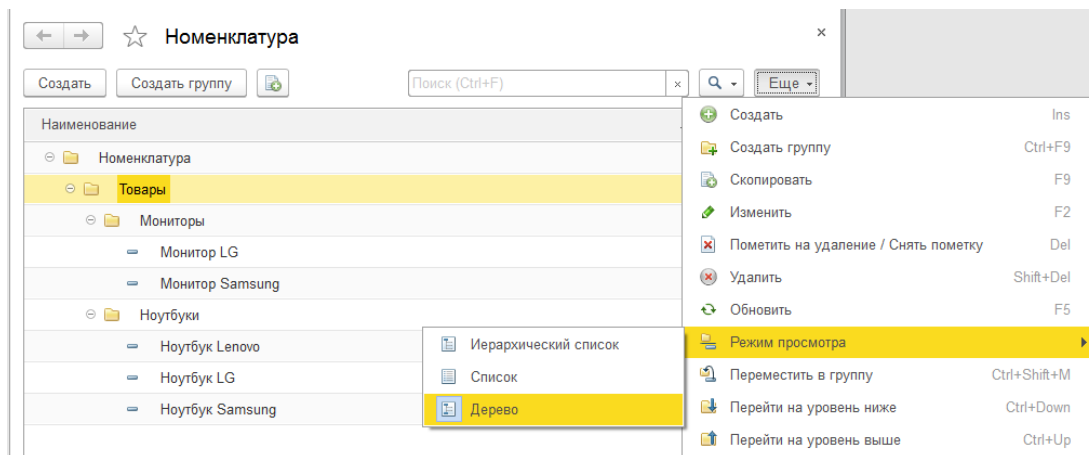 Номенклатура
Создать Создать группу Поиск (Ctrl+F) Еще
Наименование
Номенклатура
Товары
Мониторы
Монитор LG
Монитор Samsung
Ноутбуки
Ноутбук Lenovo
Ноутбук LG
Ноутбук Samsung
Создать Ins
Создать группу Ctrl+F9
Скопировать F9
Изменить F2
Пометить на удаление / Снять пометку Del
Удалить Shift+Del
Обновить F5
Режим просмотра
Переместить в группу Ctrl+Shift+M
Перейти на уровень ниже Ctrl+Down
Перейти на уровень выше Ctrl+Up
Иерархический список
Список
Дерево